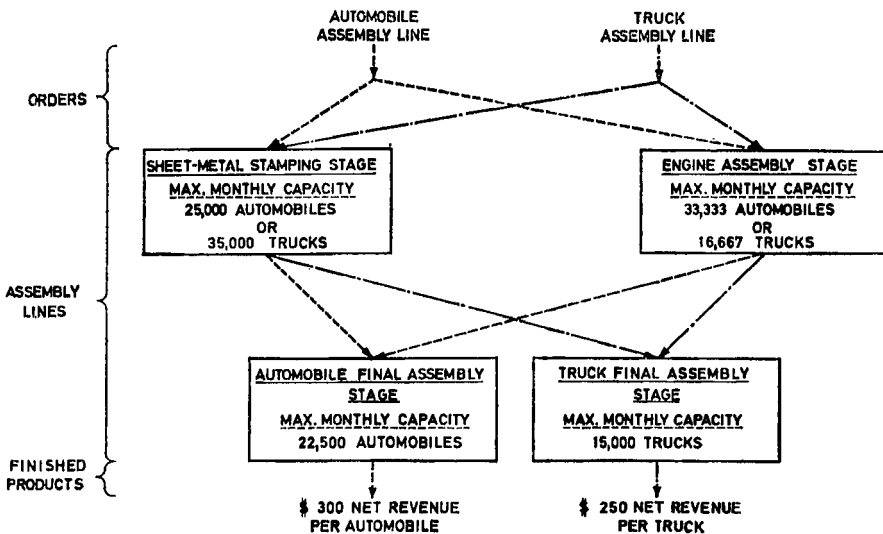 AUTOMOBILE
ASSEMBLY LINE
TRUCK
ASSEMBLY LINE
ORDERS
SHEET-METAL STAMPING STAGE
MAX. MONTHLY CAPACITY
25,000 AUTOMOBILES
OR
35,000 TRUCKS
ENGINE ASSEMBLY STAGE
MAX. MONTHLY CAPACITY
33,333 AUTOMOBILES
OR
16,667 TRUCKS
ASSEMBLY
LINES
AUTOMOBILE FINAL ASSEMBLY
STAGE
MAX. MONTHLY CAPACITY
22,500 AUTOMOBILES
TRUCK FINAL ASSEMBLY
STAGE
MAX. MONTHLY CAPACITY
15,000 TRUCKS
FINISHED
PRODUCTS
$ 300 NET REVENUE
PER AUTOMOBILE
$ 250 NET REVENUE
PER TRUCK